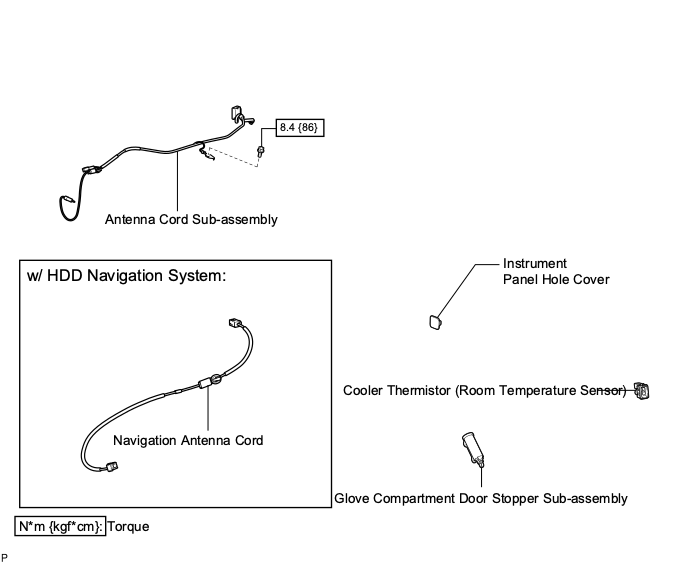 8.4 {86}
Antenna Cord Sub-assembly
w/ HDD Navigation System:
Instrument
Panel Hole Cover
Cooler Thermistor (Room Temperature Sensor)
Navigation Antenna Cord
Glove Compartment Door Stopper Sub-assembly
N*m {kgf*cm}: Torque
P